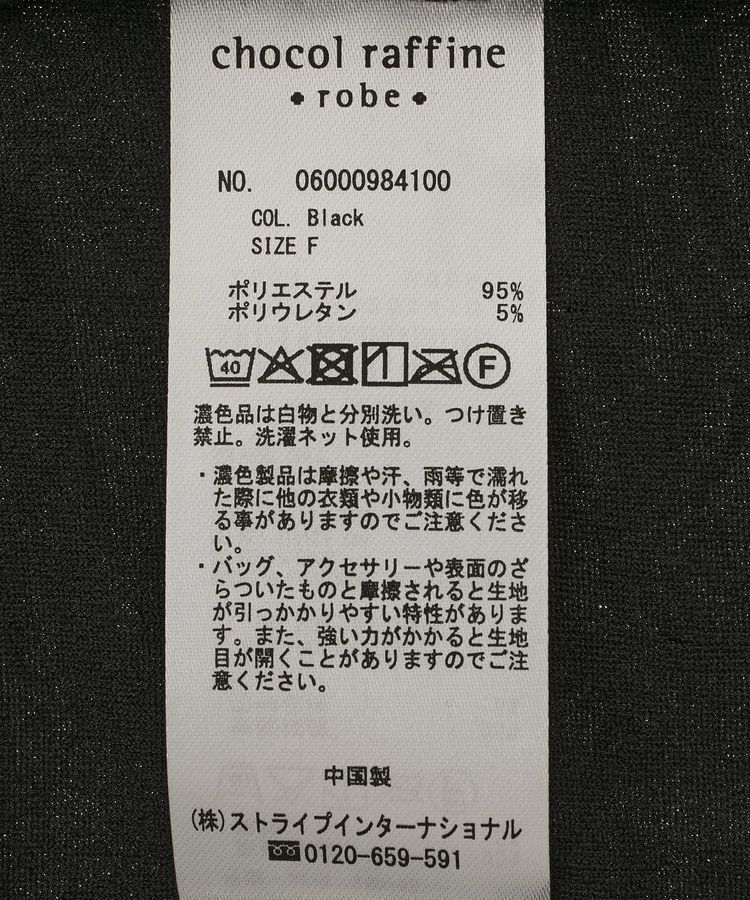 chocol raffine
• robe •
NO. 06000984100
COL. Black
SIZE F
ポリエステル 95%
ポリウレタン 5%
40 F
濃色品は白物と分別洗い。つけ置き
禁止。洗濯ネット使用。
・濃色製品は摩擦や汗、雨等で濡れ
た際に他の衣類や小物類に色が移
る事がありますのでご注意くださ
い。
・バッグ、アクセサリーや表面のざ
らついたものと摩擦されると生地
が引っかかりやすい特性がありま
す。また、強い力がかかると生地
目が開くことがありますのでご注
意ください。
中国製
(株)ストライプインターナショナル
0120-659-591